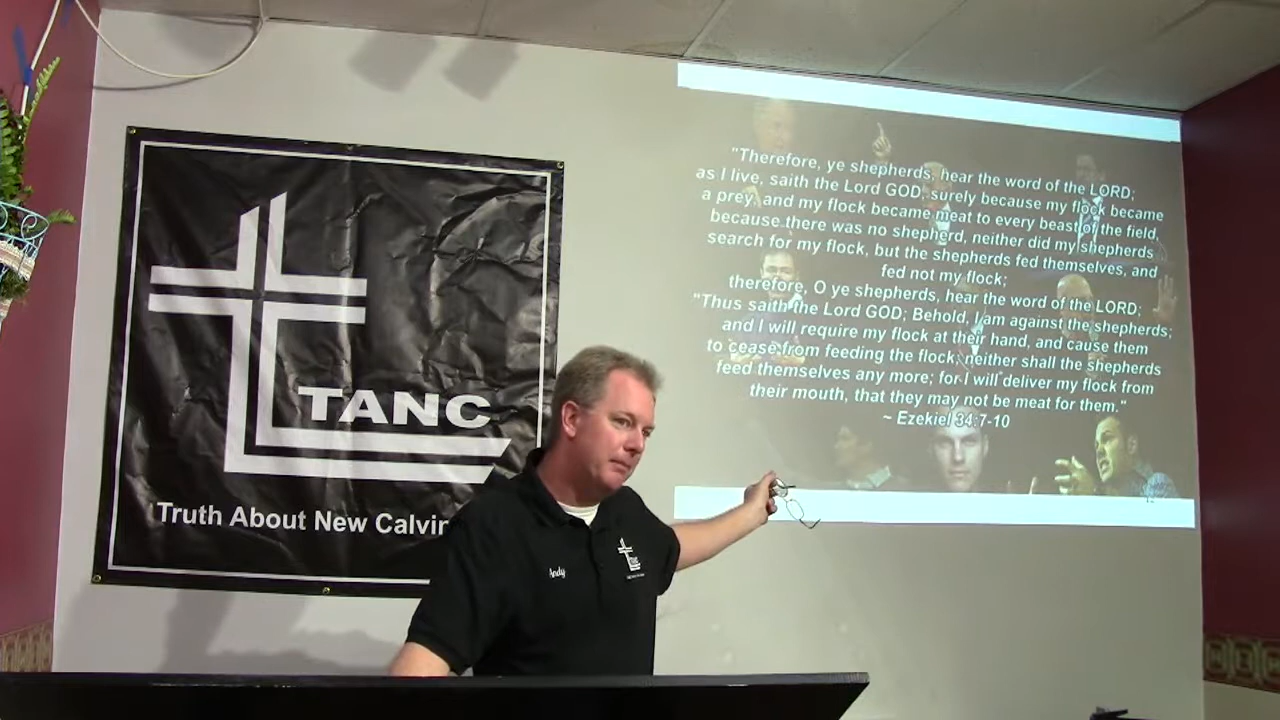 "Therefore, ye shepherds, hear the word of the LORD;
as I live, saith the Lord GOD, surely because my flock became
a prey, and my flock became meat to every beast of the field,
because there was no shepherd, neither did my shepherds
search for my flock, but the shepherds fed themselves, and
fed not my flock;
therefore, O ye shepherds, hear the word of the LORD;
"Thus saith the Lord GOD; Behold, I am against the shepherds;
and I will require my flock at their hand, and cause them
to cease from feeding the flock; neither shall the shepherds
feed themselves any more; for I will deliver my flock from
their mouth, that they may not be meat for them."
~ Ezekiel 34:7-10
TANC
Truth About New Calvin
Andy